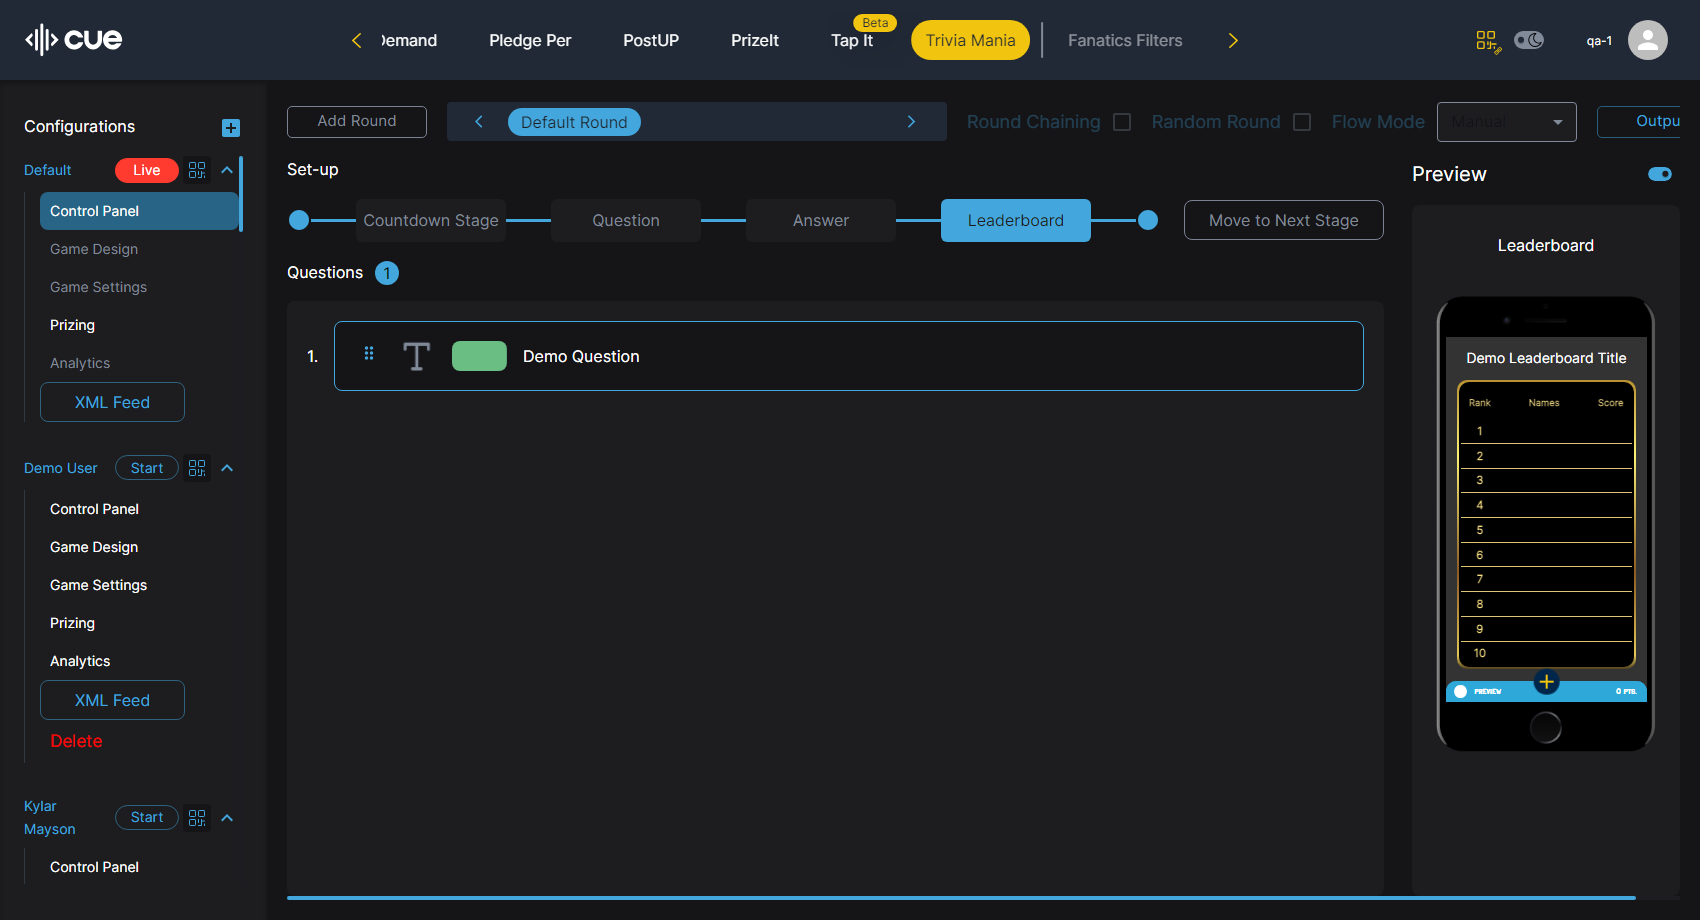 cue
Demand
Pledge Per
PostUP
PrizeIt
Tap It
Beta
Trivia Mania
Fanatics Filters
qa-1
Configurations
Default
Live
Control Panel
Game Design
Game Settings
Prizing
Analytics
XML Feed
Demo User
Start
Control Panel
Game Design
Game Settings
Prizing
Analytics
XML Feed
Delete
Kylar
Mayson
Start
Control Panel
Add Round
Default Round
Round Chaining
Random Round
Flow Mode
Manual
Outpu
Set-up
Countdown Stage
Question
Answer
Leaderboard
Move to Next Stage
Questions 1
1.
Demo Question
Preview
Leaderboard
Demo Leaderboard Title
Rank Names Score
1
2
3
4
5
6
7
8
9
10
PREVIEW
0 PTS.